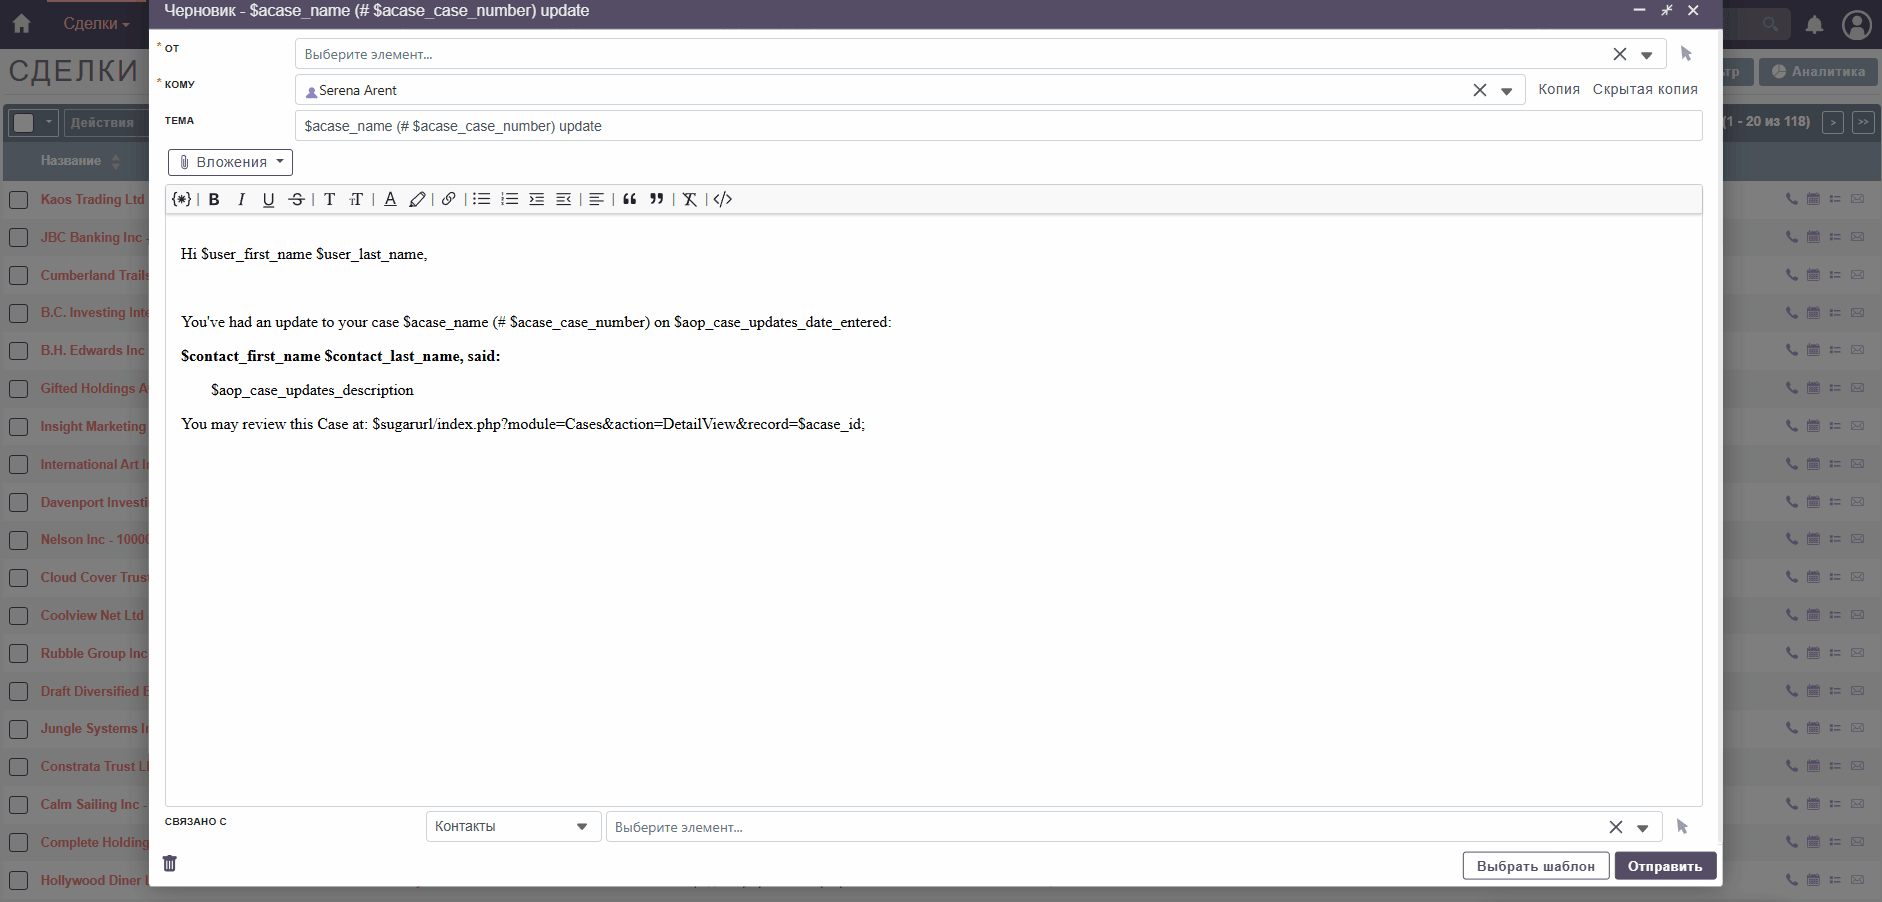 Черновик - $acase_name (# $acase_case_number) update
Сделки
* ОТ
Выберите элемент...
СДЕЛКИ
* КОМУ
Serena Arent
Копия
Скрытая копия
Аналитика
ТЕМА
$acase_name (# $acase_case_number) update
Действия
(1 - 20 из 118)
>
>>
Вложения
Название
{*} | B I U S | T тT | A | | | “ ” | | </>
Hi $user_first_name $user_last_name,
You've had an update to your case $acase_name (# $acase_case_number) on $aop_case_updates_date_entered:
$contact_first_name $contact_last_name, said:
$aop_case_updates_description
You may review this Case at: $sugarurl/index.php?module=Cases&action=DetailView&record=$acase_id;
Kaos Trading Ltd
JBC Banking Inc -
Cumberland Trails
B.C. Investing
B.H. Edwards Inc
Gifted Holdings
Insight Marketing
International Art
Davenport
Nelson Inc - 1000
Cloud Cover
Coolview Net Ltd
Rubble Group Inc
Draft Diversified
Jungle Systems
Constrata Trust
Calm Sailing Inc -
Complete Holding
Hollywood Diner
СВЯЗАНО С
Контакты
Выберите элемент...
Выбрать шаблон
Отправить